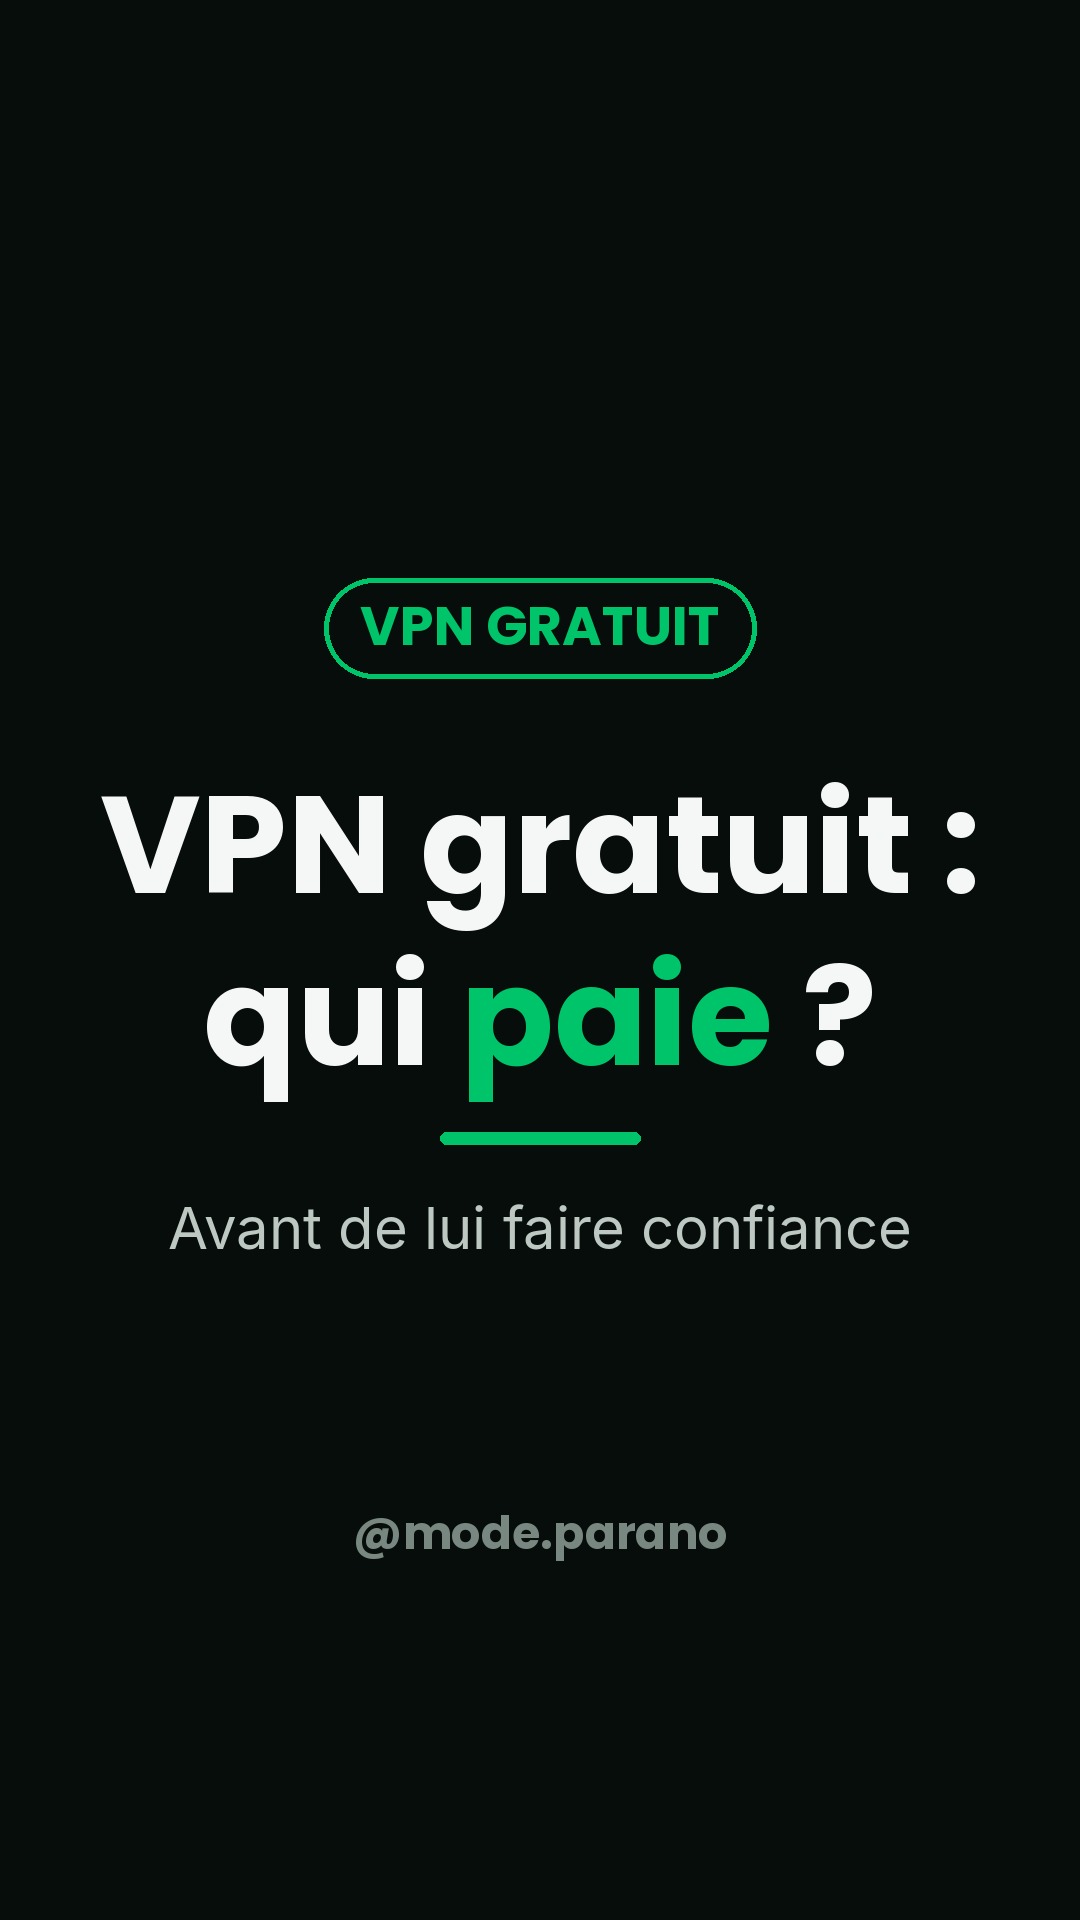 VPN GRATUIT
VPN gratuit :
qui paie ?
Avant de lui faire confiance
@mode.parano